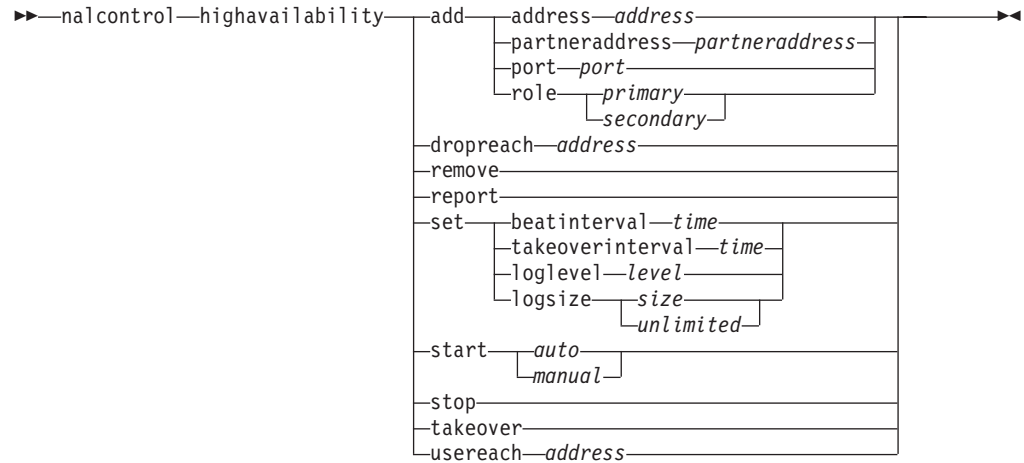 nalcontrol highavailability add address address
partneraddress partneraddress
port port
role primary
secondary
dropreach address
remove
report
set beatinterval time
takeoverinterval time
loglevel level
logsize size
unlimited
start auto
manual
stop
takeover
usereach address